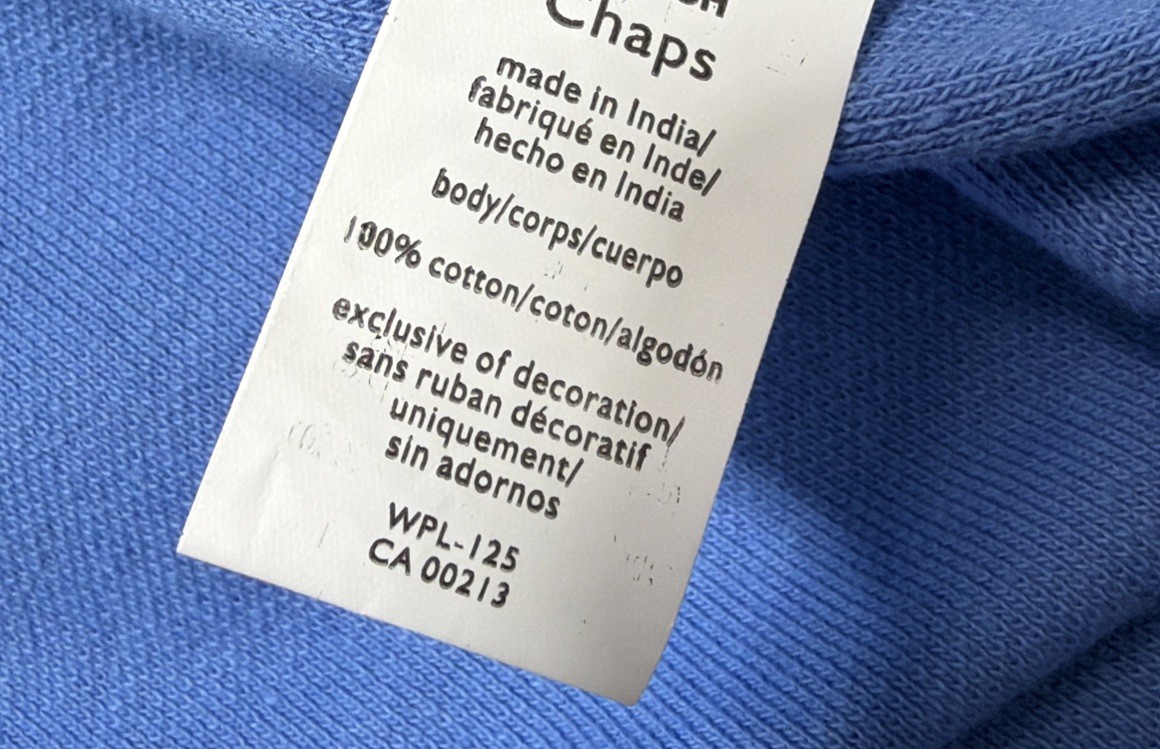 Chaps
made in India/
fabriqué en Inde/
hecho en India
body/corps/cuerpo
100% cotton/coton/algodón
exclusive of decoration/
sans ruban décoratif
uniquement/
sin adornos
WPL-125
CA 00213